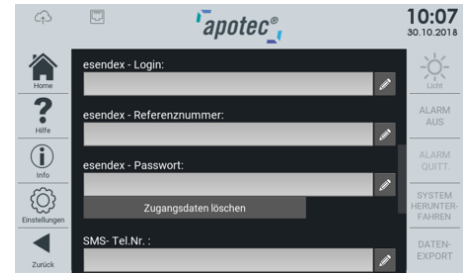 apotec®
10:07
30.10.2018
Home
Hilfe
Info
Einstellungen
Zurück
esendex - Login:
esendex - Referenznummer:
esendex - Passwort:
Zugangsdaten löschen
SMS- Tel.Nr. :
Licht
ALARM
AUS
ALARM
QUITT.
SYSTEM
HERUNTER-
FAHREN
DATEN-
EXPORT